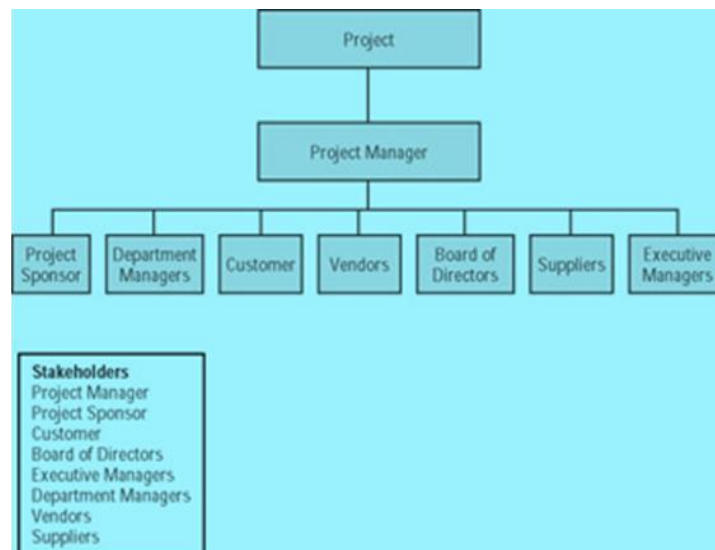 Project
Project Manager
Project
Sponsor
Department
Managers
Customer
Vendors
Board of
Directors
Suppliers
Executive
Managers
Stakeholders
Project Manager
Project Sponsor
Customer
Board of Directors
Executive Managers
Department Managers
Vendors
Suppliers